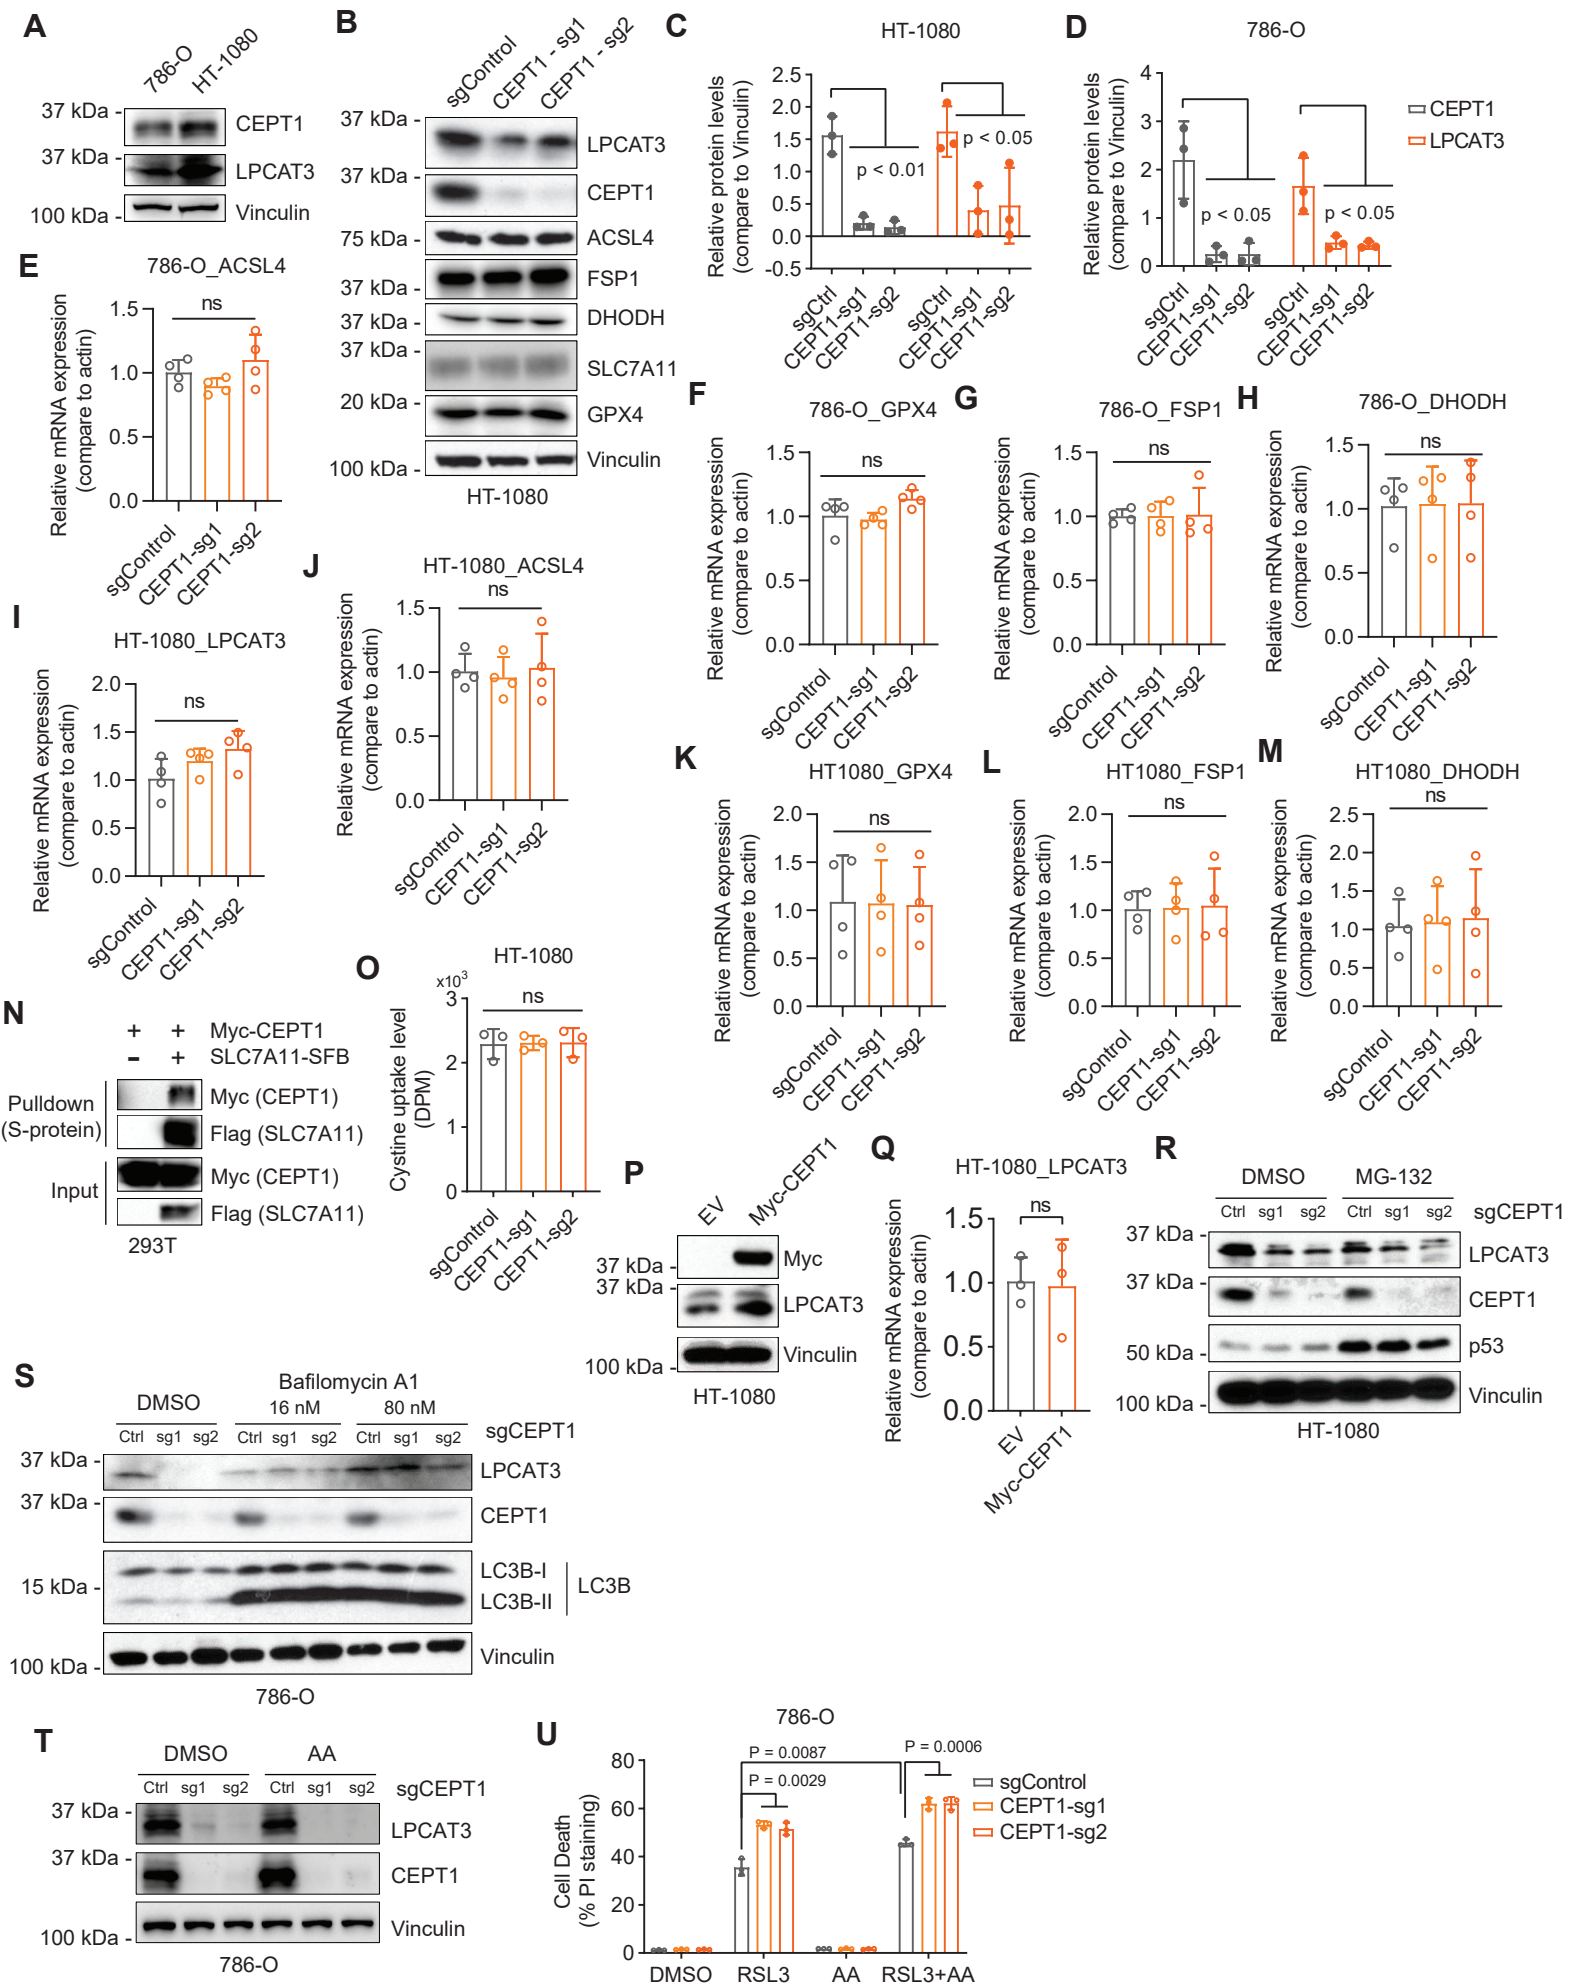 A
786-O
HT-1080
37 kDa -
CEPT1
37 kDa -
LPCAT3
100 kDa -
Vinculin
B
sgControl
CEPT1 - sg1
CEPT1 - sg2
37 kDa -
LPCAT3
37 kDa -
CEPT1
75 kDa -
ACSL4
37 kDa -
FSP1
37 kDa -
DHODH
37 kDa -
SLC7A11
20 kDa -
GPX4
100 kDa -
Vinculin
HT-1080
C
HT-1080
Relative protein levels
(compare to Vinculin)
2.5
2.0
1.5
1.0
0.5
0.0
-0.5
p < 0.01
p < 0.05
sgCtrl
CEPT1-sg1
CEPT1-sg2
sgCtrl
CEPT1-sg1
CEPT1-sg2
D
786-O
Relative protein levels
(compare to Vinculin)
4
3
2
1
0
p < 0.05
p < 0.05
sgCtrl
CEPT1-sg1
CEPT1-sg2
sgCtrl
CEPT1-sg1
CEPT1-sg2
CEPT1
LPCAT3
E
786-O_ACSL4
Relative mRNA expression
(compare to actin)
1.5
1.0
0.5
0.0
ns
sgControl
CEPT1-sg1
CEPT1-sg2
F
786-O_GPX4
Relative mRNA expression
(compare to actin)
1.5
1.0
0.5
0.0
ns
sgControl
CEPT1-sg1
CEPT1-sg2
G
786-O_FSP1
Relative mRNA expression
(compare to actin)
1.5
1.0
0.5
0.0
ns
sgControl
CEPT1-sg1
CEPT1-sg2
H
786-O_DHODH
Relative mRNA expression
(compare to actin)
1.5
1.0
0.5
0.0
ns
sgControl
CEPT1-sg1
CEPT1-sg2
I
HT-1080_LPCAT3
Relative mRNA expression
(compare to actin)
2.0
1.5
1.0
0.5
0.0
ns
sgControl
CEPT1-sg1
CEPT1-sg2
J
HT-1080_ACSL4
Relative mRNA expression
(compare to actin)
1.5
1.0
0.5
0.0
ns
sgControl
CEPT1-sg1
CEPT1-sg2
K
HT1080_GPX4
Relative mRNA expression
(compare to actin)
2.0
1.5
1.0
0.5
0.0
ns
sgControl
CEPT1-sg1
CEPT1-sg2
L
HT1080_FSP1
Relative mRNA expression
(compare to actin)
2.0
1.5
1.0
0.5
0.0
ns
sgControl
CEPT1-sg1
CEPT1-sg2
M
HT1080_DHODH
Relative mRNA expression
(compare to actin)
2.5
2.0
1.5
1.0
0.5
0.0
ns
sgControl
CEPT1-sg1
CEPT1-sg2
N
+ + Myc-CEPT1
- + SLC7A11-SFB
Pulldown
(S-protein)
Myc (CEPT1)
Flag (SLC7A11)
Input
Myc (CEPT1)
Flag (SLC7A11)
293T
O
HT-1080
x10³
Cystine uptake level
(DPM)
3
2
1
0
ns
sgControl
CEPT1-sg1
CEPT1-sg2
P
EV
Myc-CEPT1
37 kDa -
Myc
37 kDa -
LPCAT3
100 kDa -
Vinculin
HT-1080
Q
HT-1080_LPCAT3
Relative mRNA expression
(compare to actin)
1.5
1.0
0.5
0.0
ns
EV
Myc-CEPT1
R
DMSO MG-132
Ctrl sg1 sg2 Ctrl sg1 sg2 sgCEPT1
37 kDa -
LPCAT3
37 kDa -
CEPT1
50 kDa -
p53
100 kDa -
Vinculin
HT-1080
S
Bafilomycin A1
DMSO 16 nM 80 nM
Ctrl sg1 sg2 Ctrl sg1 sg2 Ctrl sg1 sg2 sgCEPT1
37 kDa -
LPCAT3
37 kDa -
CEPT1
15 kDa -
LC3B-I
LC3B-II
LC3B
100 kDa -
Vinculin
786-O
T
DMSO AA
Ctrl sg1 sg2 Ctrl sg1 sg2 sgCEPT1
37 kDa -
LPCAT3
37 kDa -
CEPT1
100 kDa -
Vinculin
786-O
U
786-O
Cell Death
(% PI staining)
80
60
40
20
0
P = 0.0087
P = 0.0029
P = 0.0006
sgControl
CEPT1-sg1
CEPT1-sg2
DMSO RSL3 AA RSL3+AA